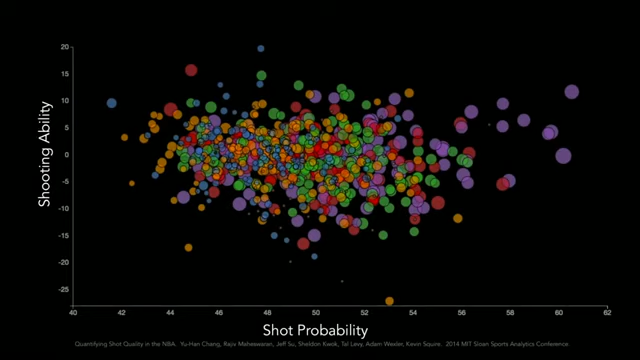 20
15
10
5
0
-5
-10
-15
-20
-25
Shooting Ability
40 42 44 46 48 50 52 54 56 58 60 62
Shot Probability
Quantifying Shot Quality in the NBA. Yu-Han Chang, Rajiv Maheswaran, Jeff Su, Sheldon Kwok, Tal Levy, Adam Wexler, Kevin Squire. 2014 MIT Sloan Sports Analytics Conference.